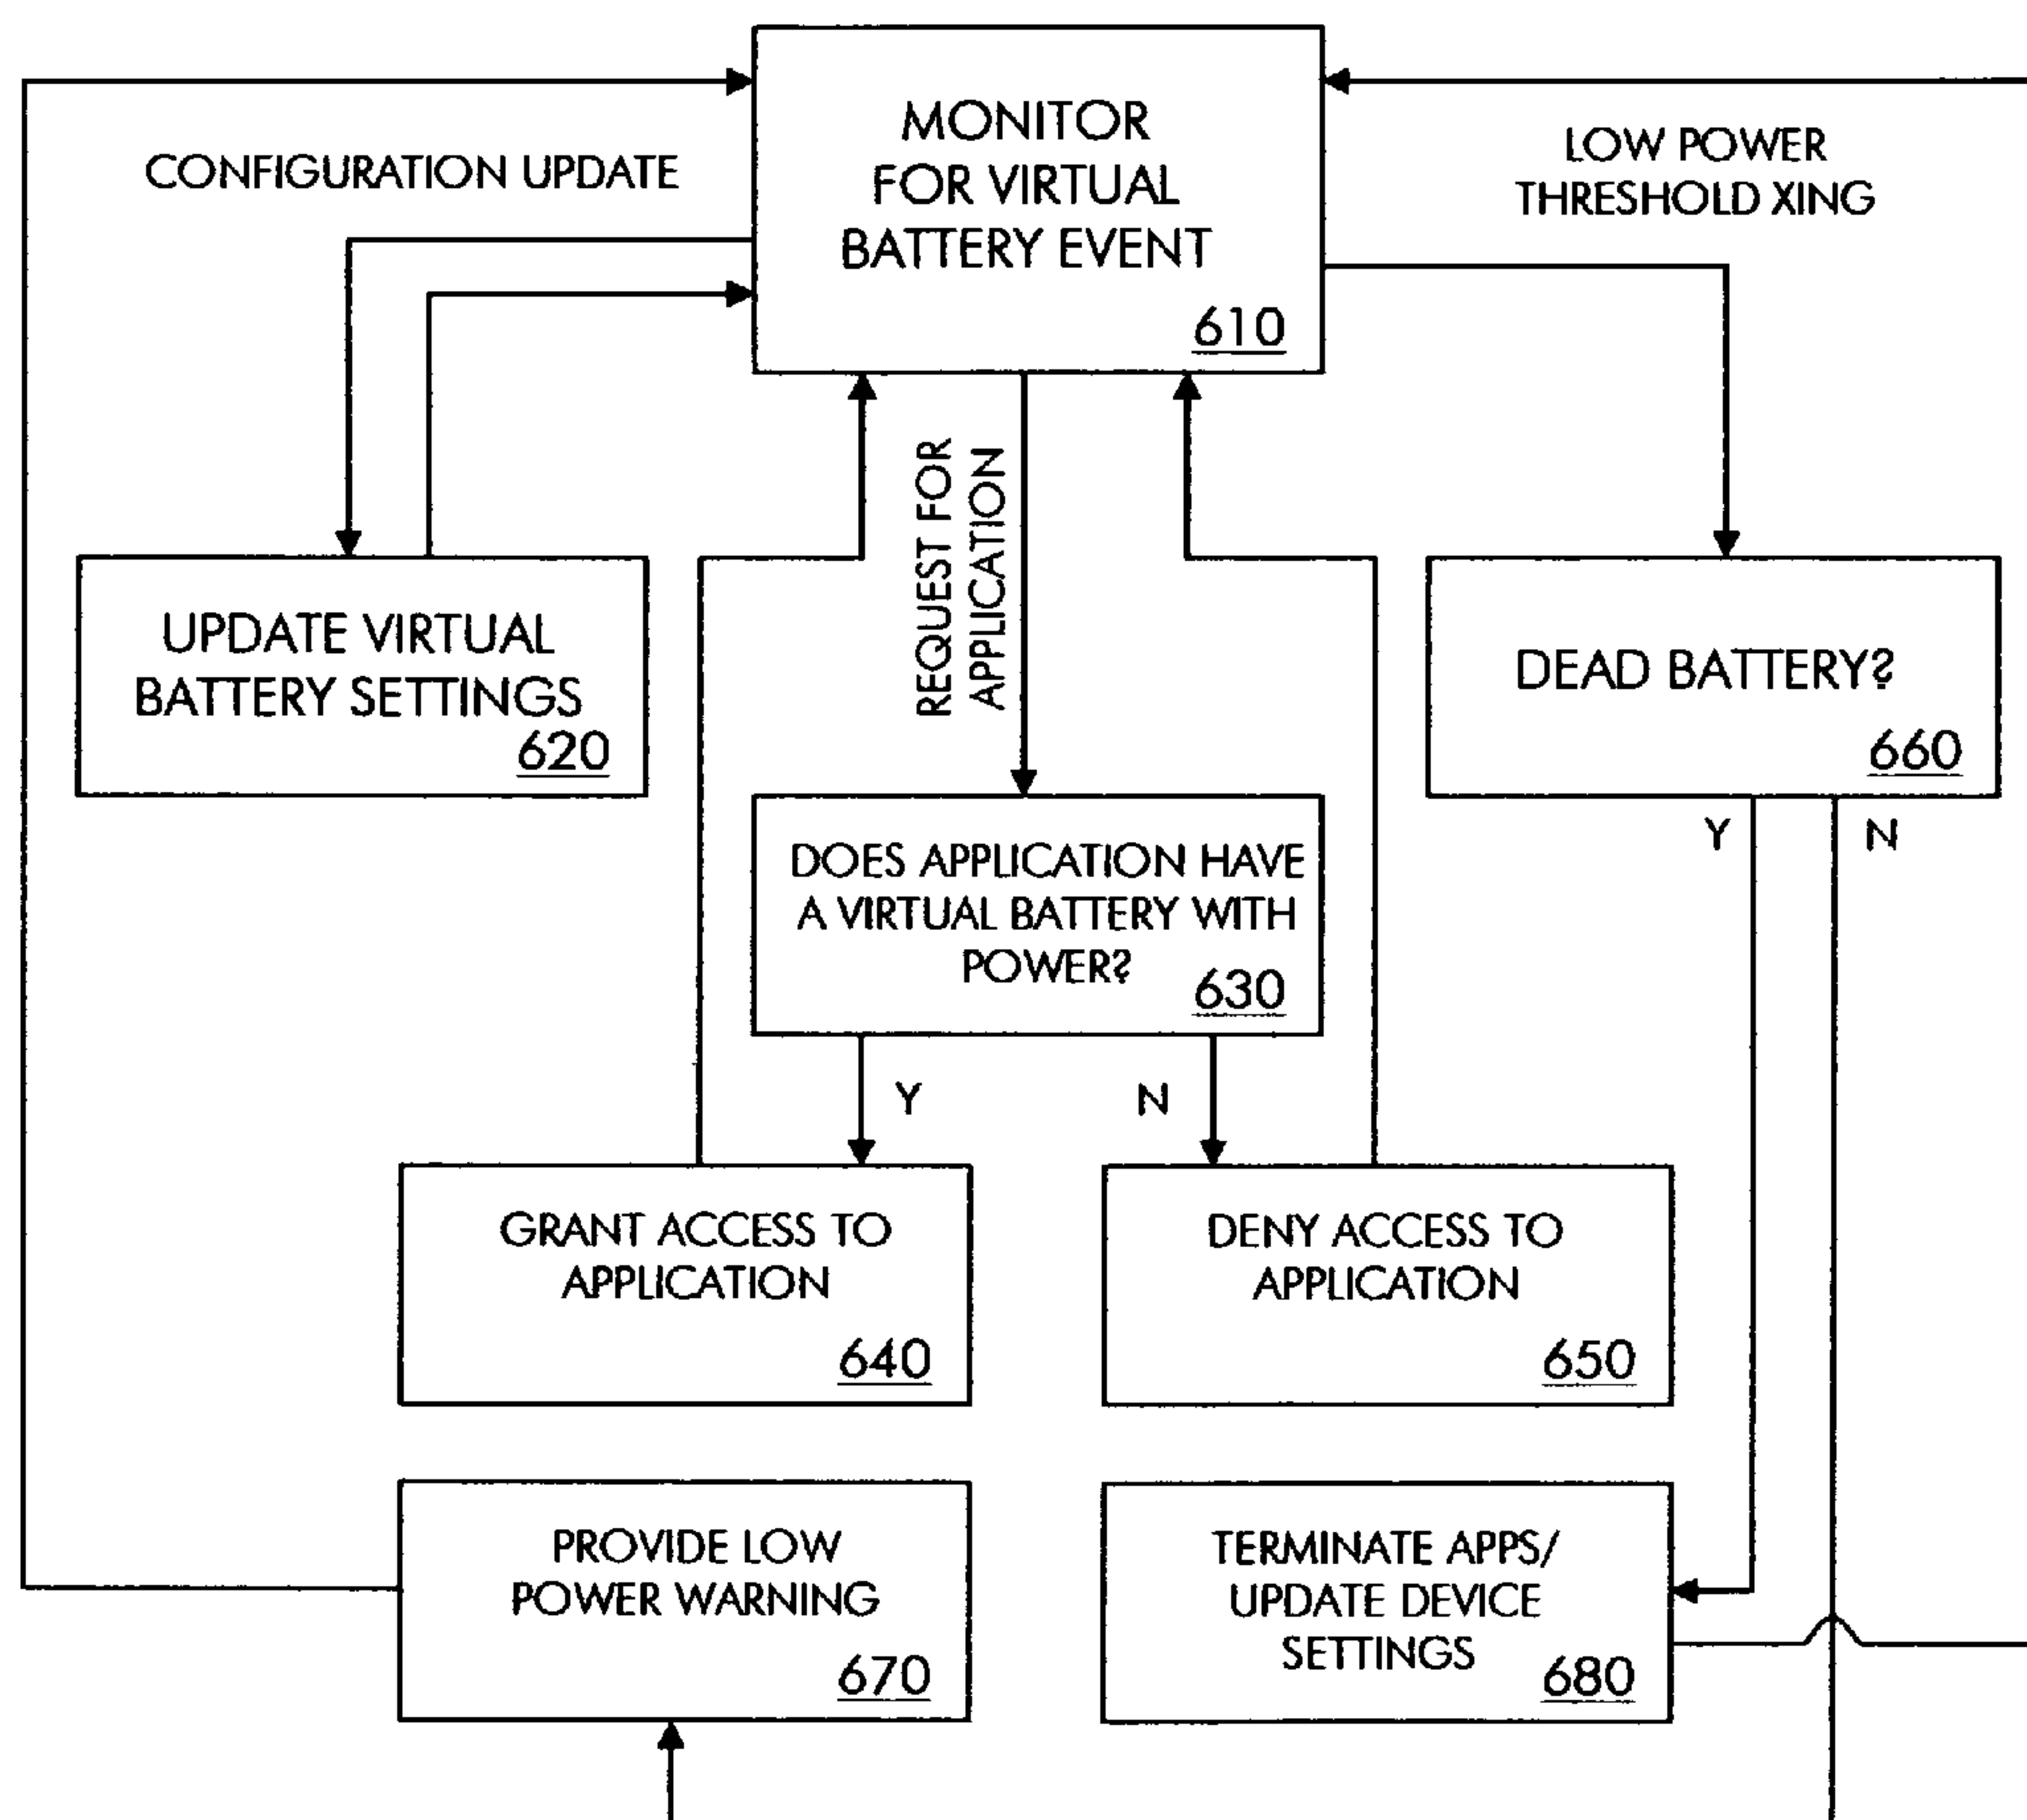 MONITOR
FOR VIRTUAL
BATTERY EVENT
610
CONFIGURATION UPDATE
LOW POWER
THRESHOLD XING
REQUEST FOR
APPLICATION
UPDATE VIRTUAL
BATTERY SETTINGS
620
DEAD BATTERY?
660
Y
N
DOES APPLICATION HAVE
A VIRTUAL BATTERY WITH
POWER?
630
Y
N
GRANT ACCESS TO
APPLICATION
640
DENY ACCESS TO
APPLICATION
650
PROVIDE LOW
POWER WARNING
670
TERMINATE APPS/
UPDATE DEVICE
SETTINGS
680